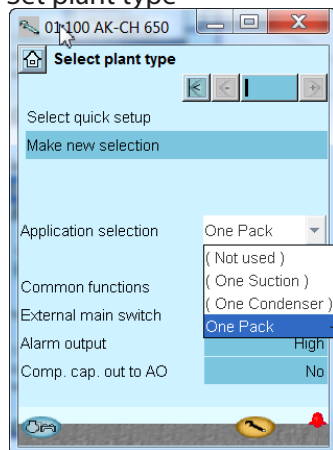 Set plant type
01:100 AK-CH 650
Select plant type
Select quick setup
Make new selection
Application selection One Pack
( Not used )
( One Suction )
( One Condenser )
One Pack
Common functions
External main switch
Alarm output High
Comp. cap. out to AO No